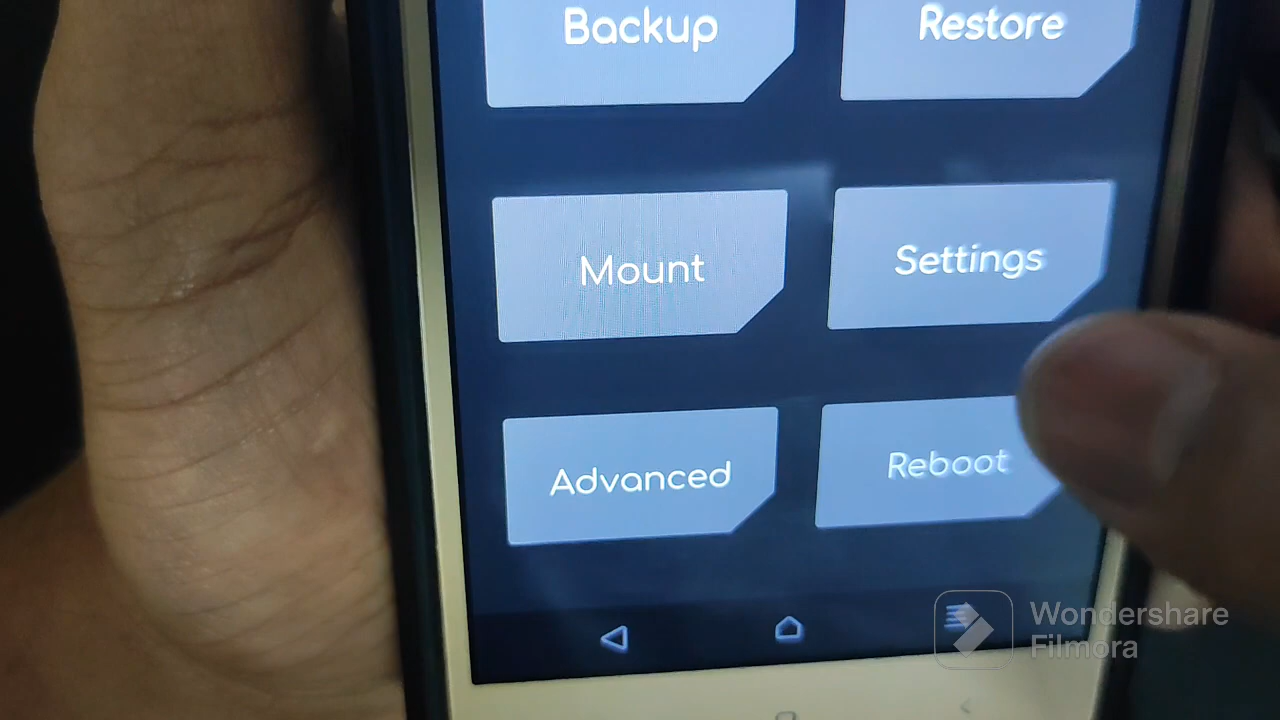 Backup
Restore
Mount
Settings
Advanced
Reboot
Wondershare
Filmora